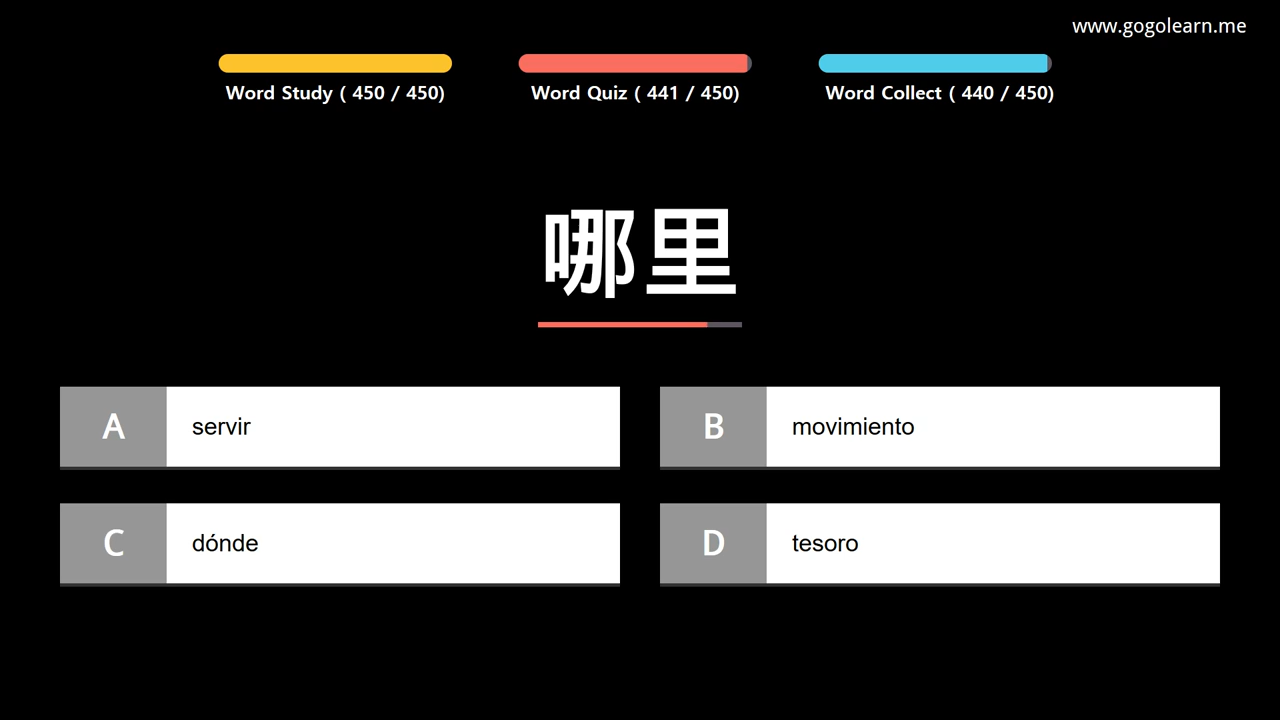 www.gogolearn.me
Word Study ( 450 / 450)
Word Quiz ( 441 / 450)
Word Collect ( 440 / 450)
哪里
A servir
B movimiento
C dónde
D tesoro